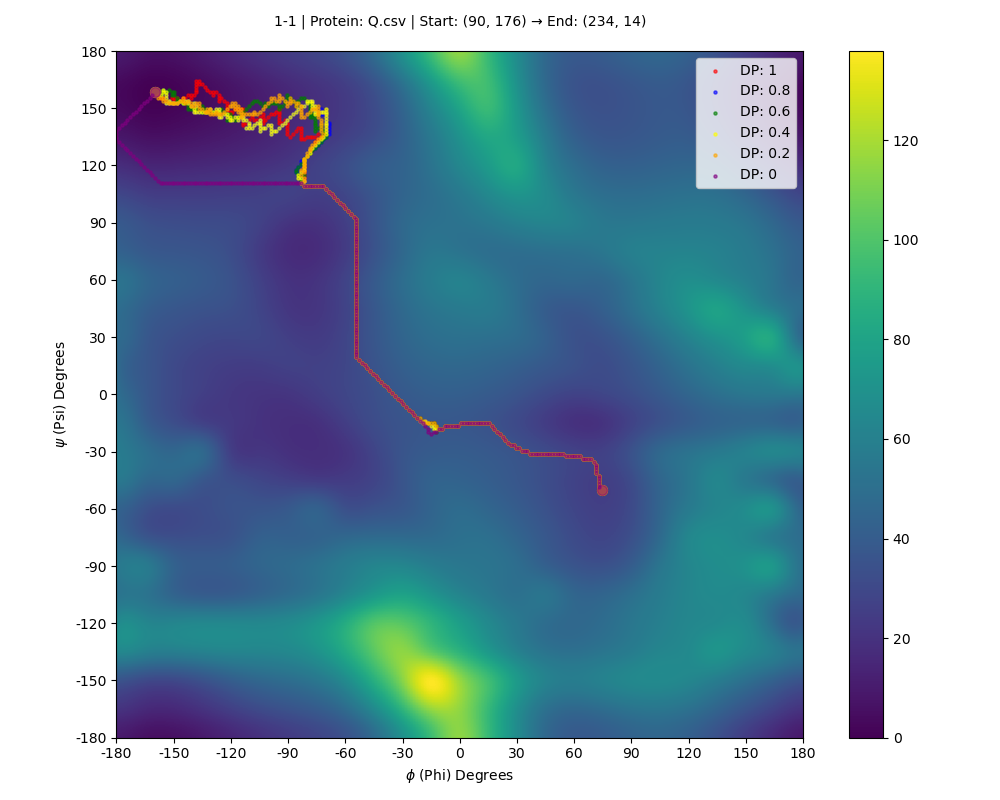 1-1 | Protein: Q.csv | Start: (90, 176) → End: (234, 14)
DP: 1
DP: 0.8
DP: 0.6
DP: 0.4
DP: 0.2
DP: 0
180
150
120
90
60
30
0
-30
-60
-90
-120
-150
-180
ψ (Psi) Degrees
-180 -150 -120 -90 -60 -30 0 30 60 90 120 150 180
ϕ (Phi) Degrees
120
100
80
60
40
20
0